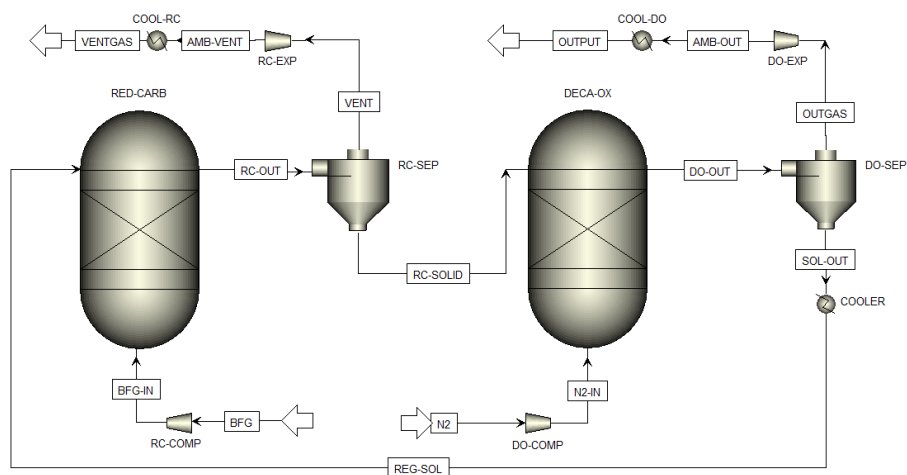 COOL-RC
COOL-DO
VENTGAS
AMB-VENT
OUTPUT
AMB-OUT
RC-EXP
DO-EXP
RED-CARB
DECA-OX
VENT
OUTGAS
RC-OUT
RC-SEP
DO-OUT
DO-SEP
SOL-OUT
RC-SOLID
COOLER
BFG-IN
N2-IN
BFG
N2
RC-COMP
DO-COMP
REG-SOL